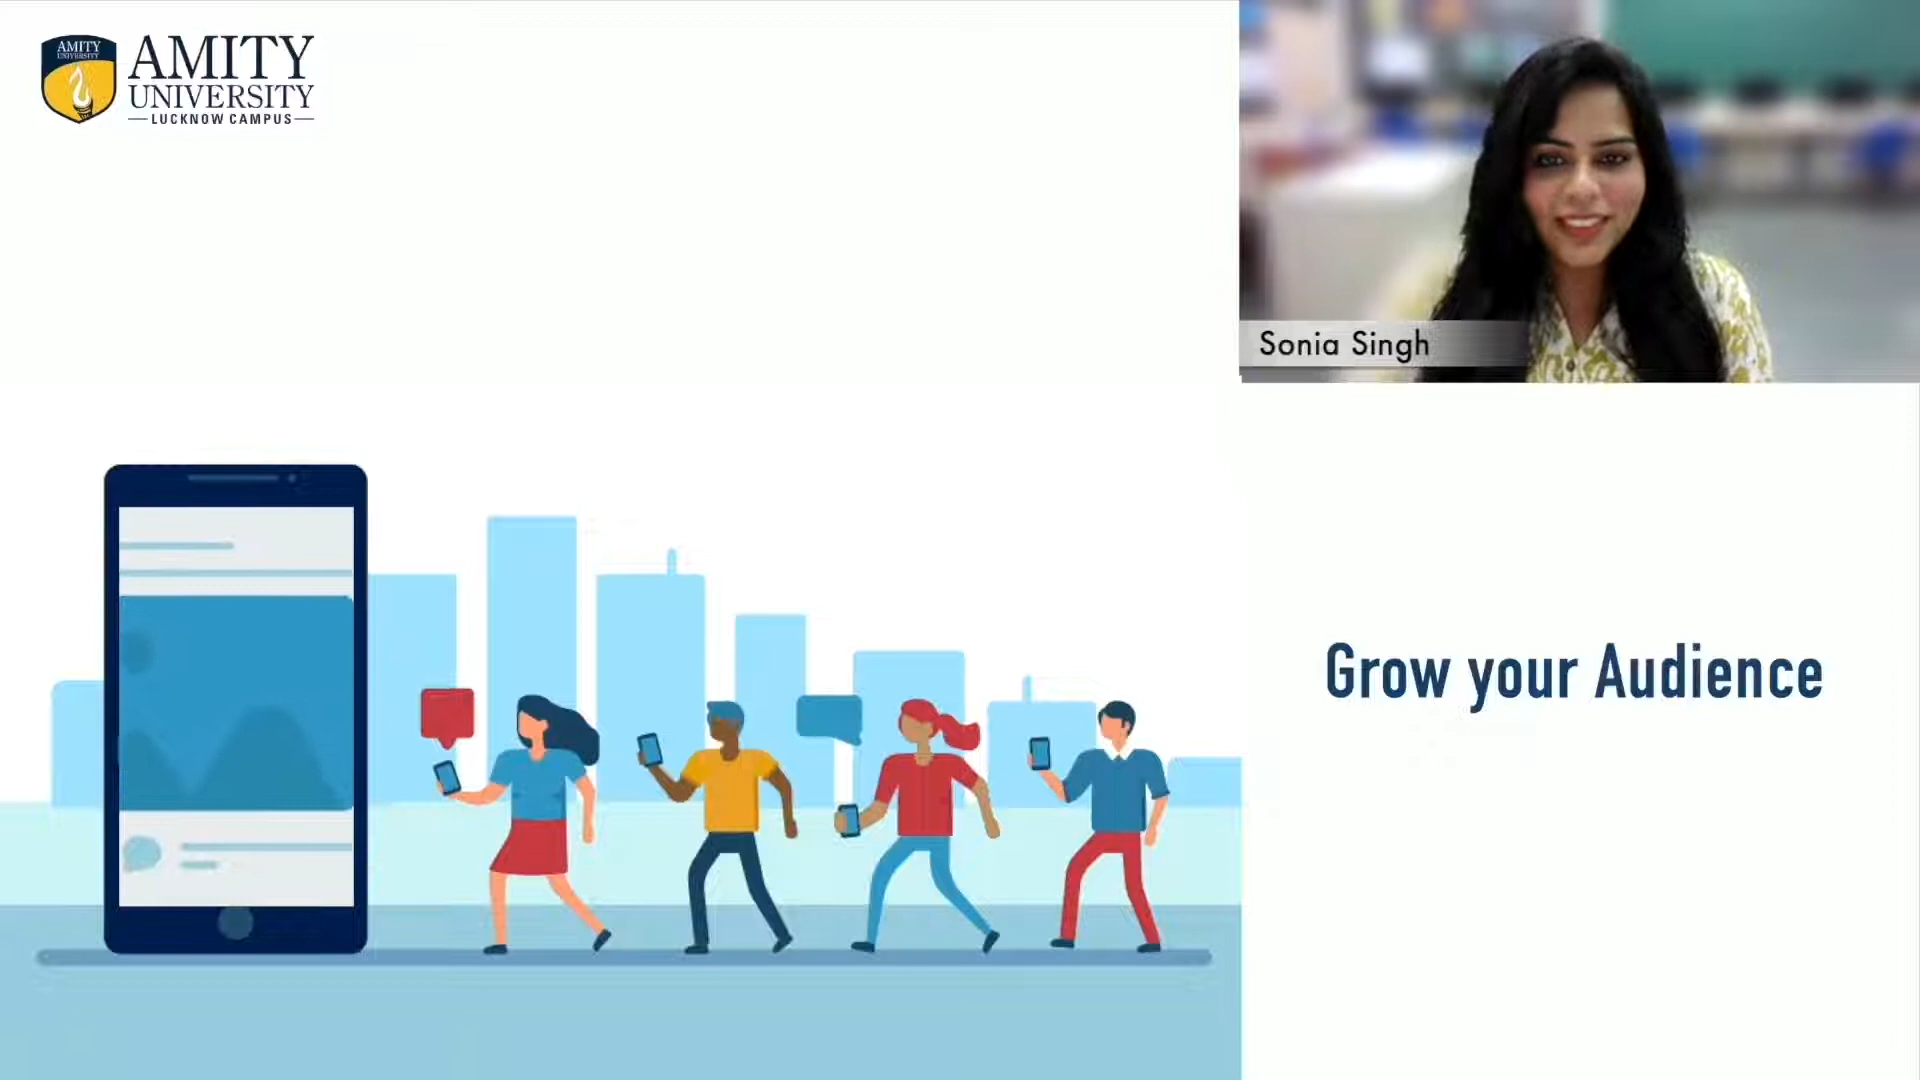 AMITY
UNIVERSITY
AMITY
UNIVERSITY
LUCKNOW CAMPUS
Sonia Singh
Grow your Audience